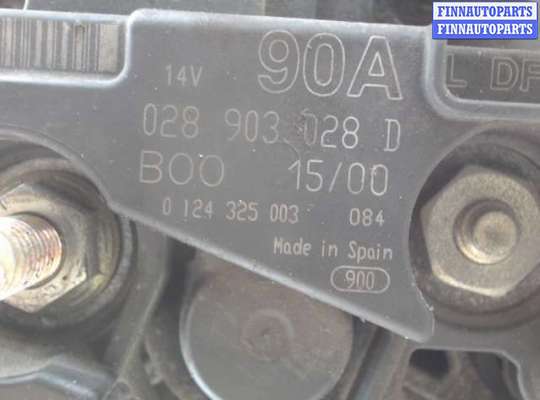 FINNAUTOPARTS
FINNAUTOPARTS
14V 90A
L DF
028 903 028 D
BOO 15/00
0 124 325 003 084
Made in Spain
900